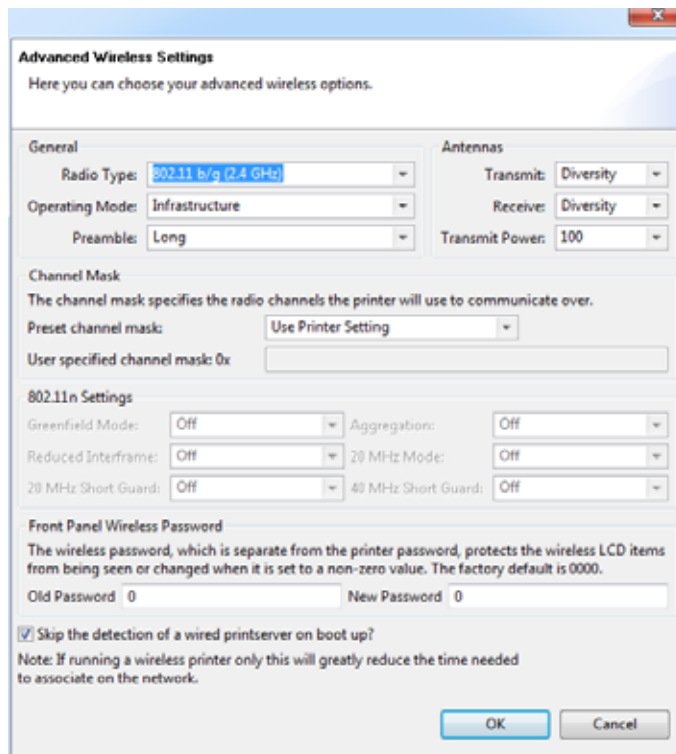 Advanced Wireless Settings
Here you can choose your advanced wireless options.
General
Radio Type: 802.11 b/g (2.4 GHz)
Operating Mode: Infrastructure
Preamble: Long
Antennas
Transmit: Diversity
Receive: Diversity
Transmit Power: 100
Channel Mask
The channel mask specifies the radio channels the printer will use to communicate over.
Preset channel mask: Use Printer Setting
User specified channel mask: 0x
802.11n Settings
Greenfield Mode: Off Aggregation: Off
Reduced Interframe: Off 20 MHz Mode: Off
20 MHz Short Guard: Off 40 MHz Short Guard: Off
Front Panel Wireless Password
The wireless password, which is separate from the printer password, protects the wireless LCD items
from being seen or changed when it is set to a non-zero value. The factory default is 0000.
Old Password 0 New Password 0
Skip the detection of a wired printserver on boot up?
Note: If running a wireless printer only this will greatly reduce the time needed
to associate on the network.
OK Cancel